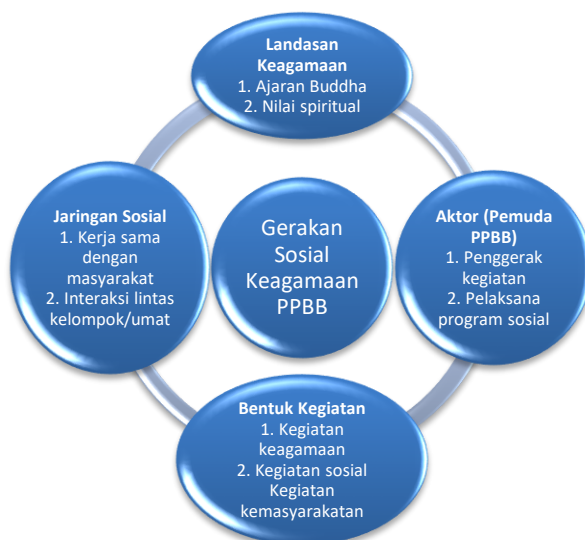 Landasan
Keagamaan
1. Ajaran Buddha
2. Nilai spiritual
Jaringan Sosial
1. Kerja sama
dengan
masyarakat
2. Interaksi lintas
kelompok/umat
Gerakan
Sosial
Keagamaan
PPBB
Aktor (Pemuda
PPBB)
1. Penggerak
kegiatan
2. Pelaksana
program sosial
Bentuk Kegiatan
1. Kegiatan
keagamaan
2. Kegiatan sosial
Kegiatan
kemasyarakatan